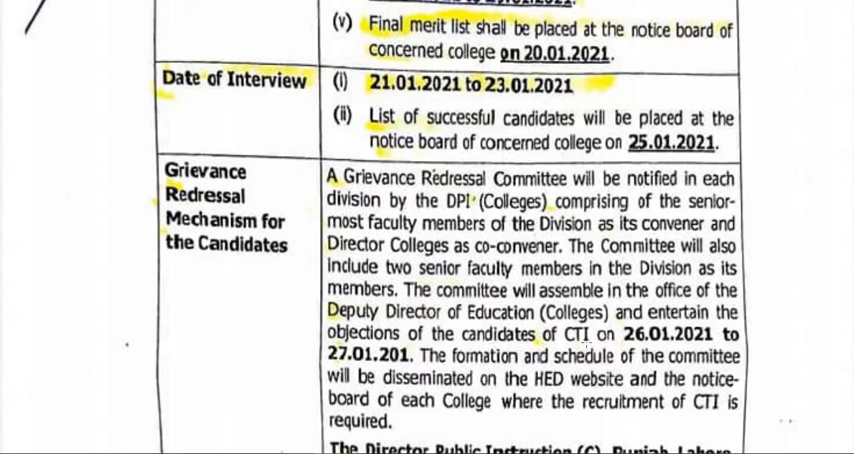 (v) Final merit list shall be placed at the notice board of
concerned college on 20.01.2021.
Date of Interview
(i) 21.01.2021 to 23.01.2021
(ii) List of successful candidates will be placed at the
notice board of concerned college on 25.01.2021.
Grievance
Redressal
Mechanism for
the Candidates
A Grievance Redressal Committee will be notified in each
division by the DPI (Colleges) comprising of the senior-
most faculty members of the Division as its convener and
Director Colleges as co-convener. The Committee will also
include two senior faculty members in the Division as its
members. The committee will assemble in the office of the
Deputy Director of Education (Colleges) and entertain the
objections of the candidates of CTI on 26.01.2021 to
27.01.201. The formation and schedule of the committee
will be disseminated on the HED website and the notice-
board of each College where the recruitment of CTI is
required.
The Director Public Instruction (C), Punjab, Lahore